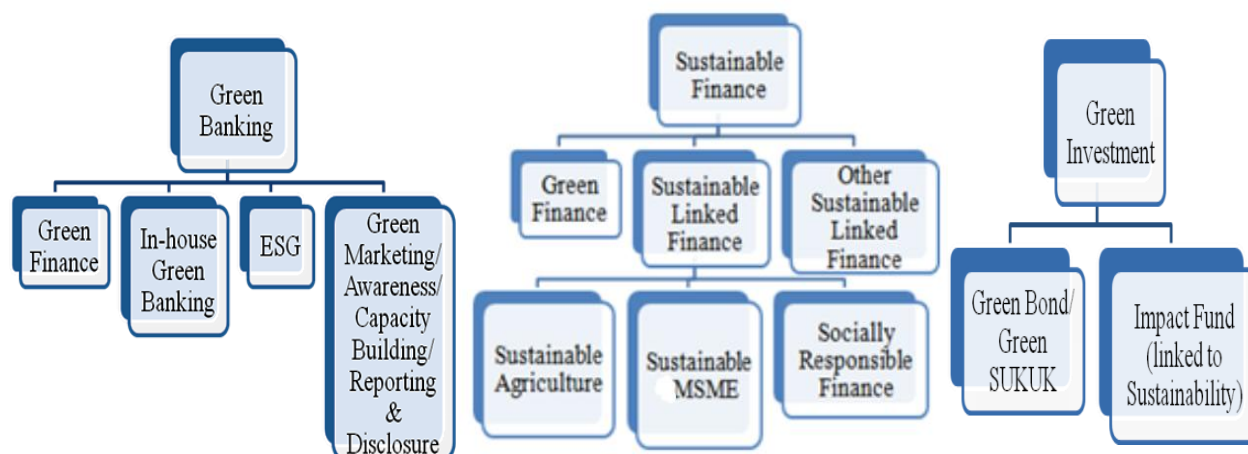 Green
Banking
Green
Finance
In-house
Green
Banking
ESG
Green
Marketing/
Awareness/
Capacity
Building/
Reporting
&
Disclosure
Sustainable
Finance
Green
Finance
Sustainable
Linked
Finance
Other
Sustainable
Linked
Finance
Sustainable
Agriculture
Sustainable
MSME
Socially
Responsible
Finance
Green
Investment
Green Bond/
Green
SUKUK
Impact Fund
(linked to
Sustainability)